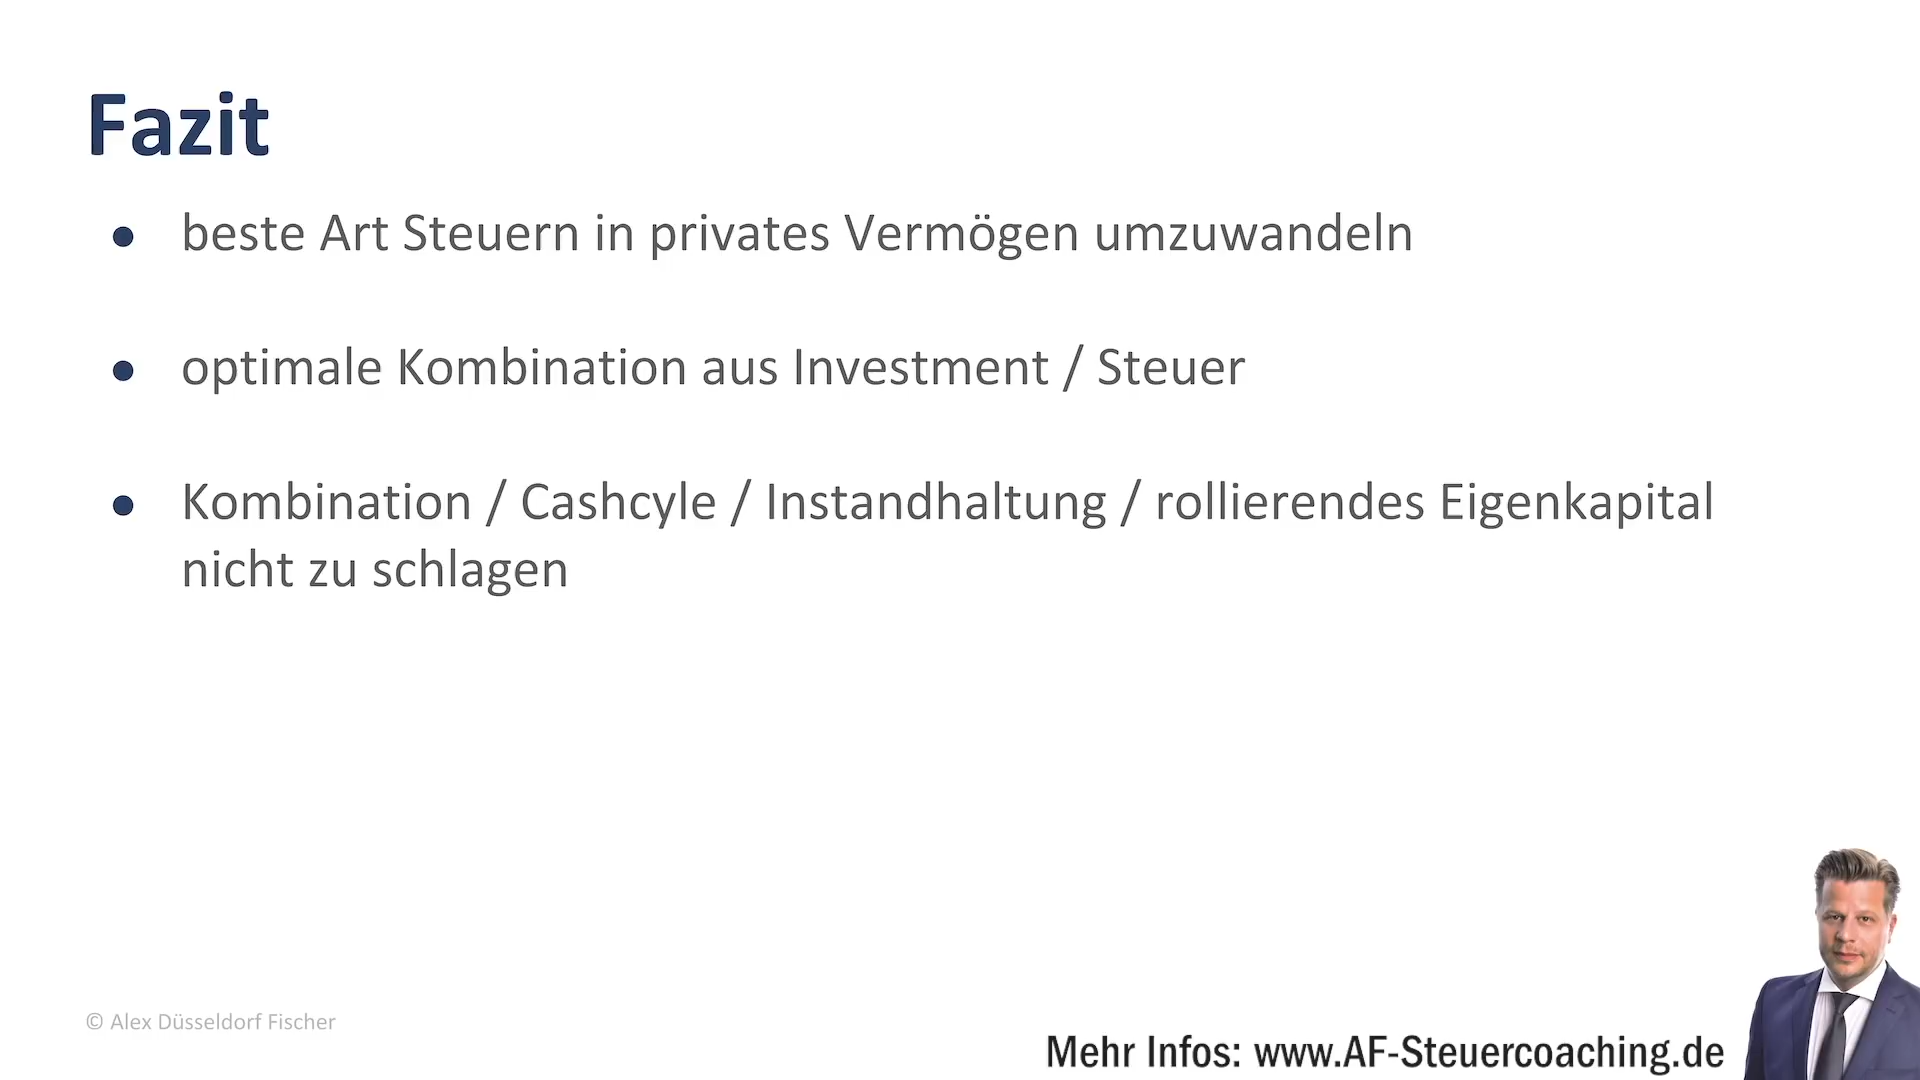 Fazit
• beste Art Steuern in privates Vermögen umzuwandeln
• optimale Kombination aus Investment / Steuer
• Kombination / Cashcyle / Instandhaltung / rollierendes Eigenkapital
nicht zu schlagen
© Alex Düsseldorf Fischer
Mehr Infos: www.AF-Steuercoaching.de